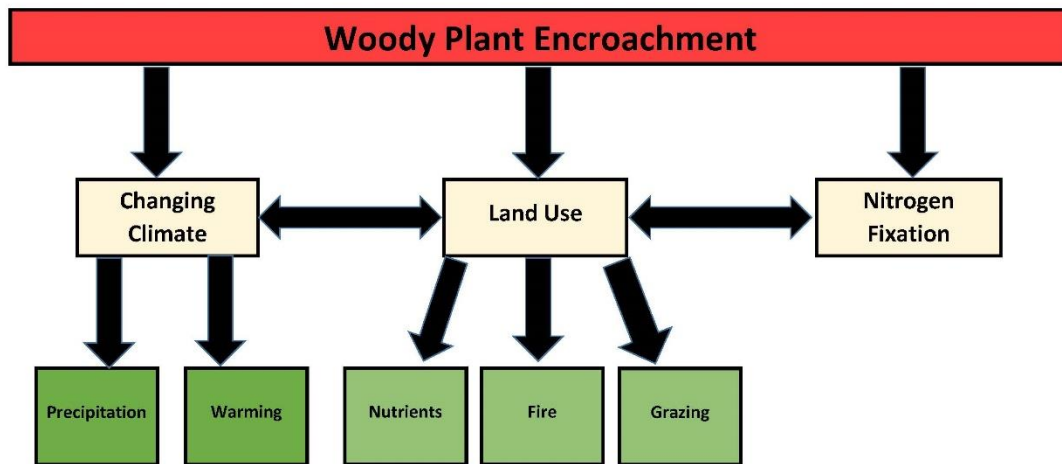 Woody Plant Encroachment
Changing
Climate
Land Use
Nitrogen
Fixation
Precipitation
Warming
Nutrients
Fire
Grazing